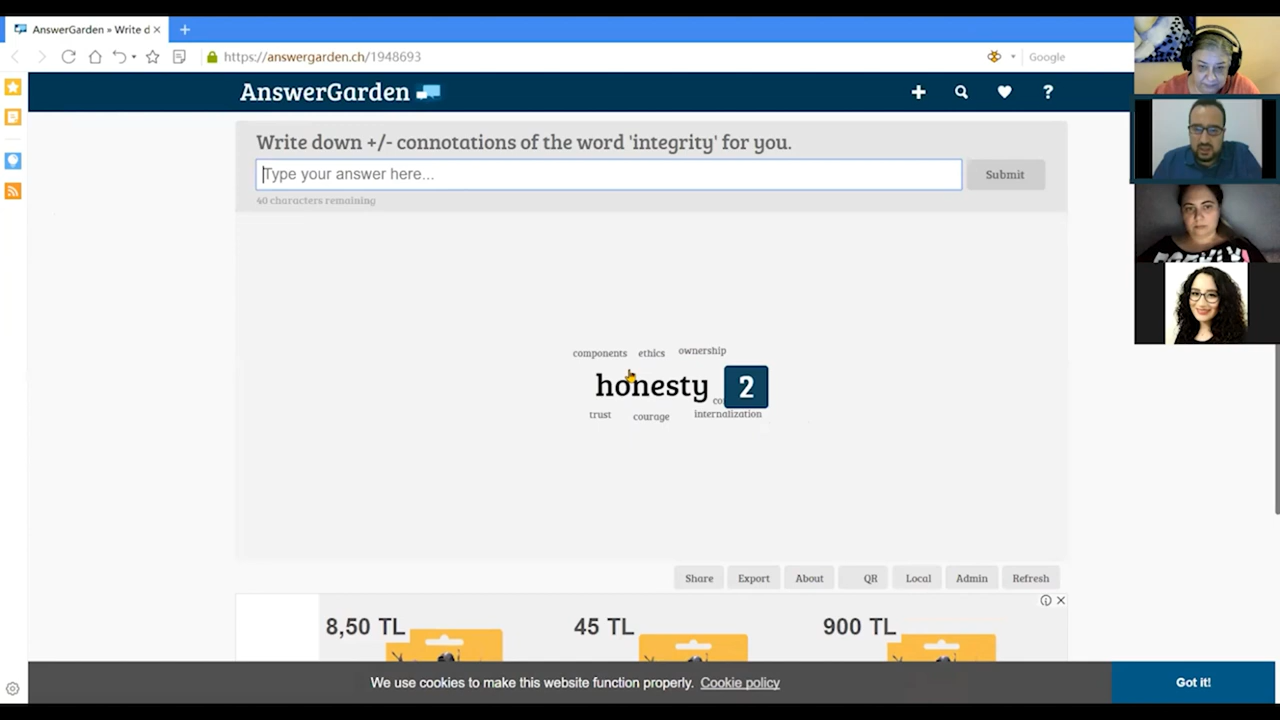 AnswerGarden » Write d
https://answergarden.ch/1948693
Google
AnswerGarden
Write down +/- connotations of the word 'integrity' for you.
Type your answer here...
Submit
40 characters remaining
components ethics ownership
honesty 2
trust courage internalization
Share Export About QR Local Admin Refresh
8,50 TL 45 TL 900 TL
We use cookies to make this website function properly. Cookie policy
Got it!